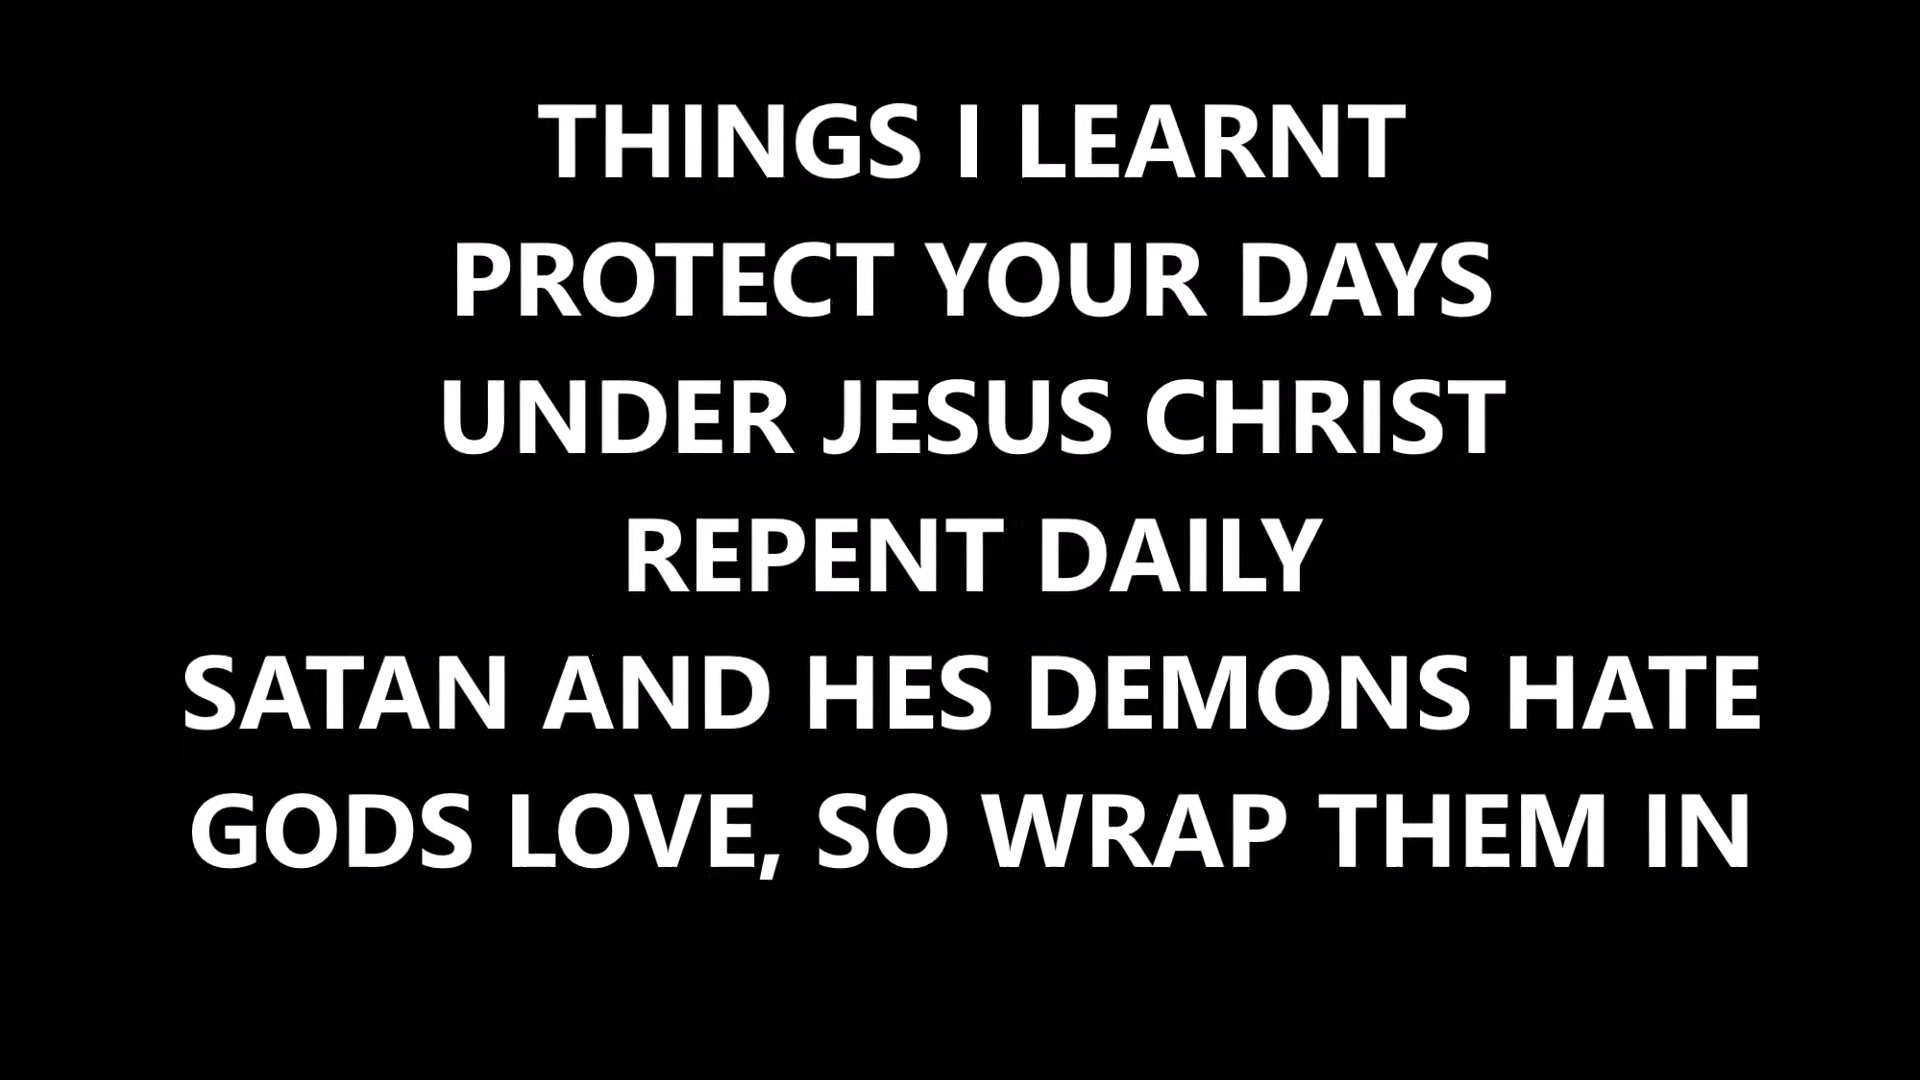 THINGS I LEARNT
PROTECT YOUR DAYS
UNDER JESUS CHRIST
REPENT DAILY
SATAN AND HES DEMONS HATE
GODS LOVE, SO WRAP THEM IN